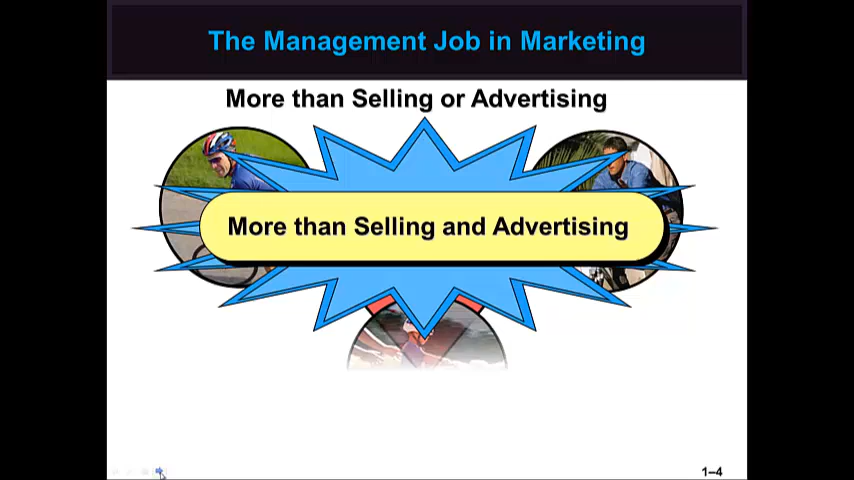 The Management Job in Marketing
More than Selling or Advertising
More than Selling and Advertising
1–4